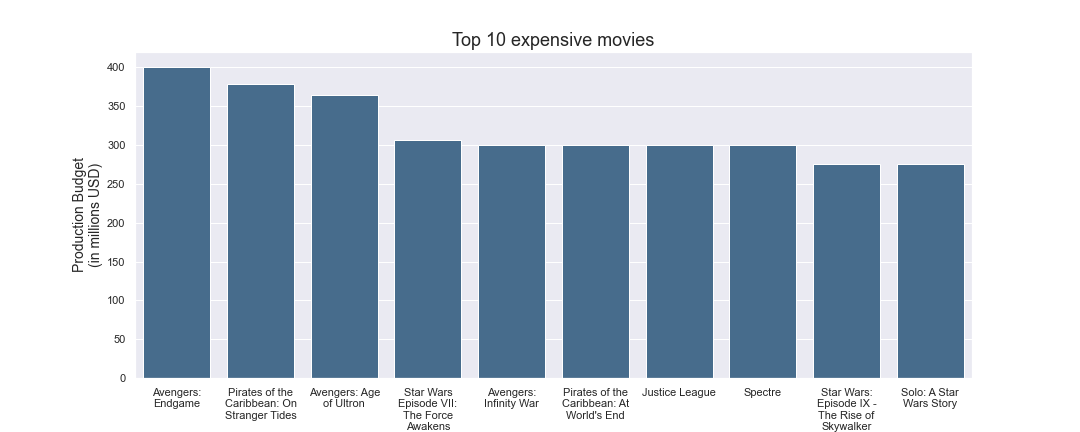 Top 10 expensive movies
Production Budget
(in millions USD)
400
350
300
250
200
150
100
50
0
Avengers:
Endgame
Pirates of the
Caribbean: On
Stranger Tides
Avengers: Age
of Ultron
Star Wars
Episode VII:
The Force
Awakens
Avengers:
Infinity War
Pirates of the
Caribbean: At
World's End
Justice League
Spectre
Star Wars:
Episode IX -
The Rise of
Skywalker
Solo: A Star
Wars Story